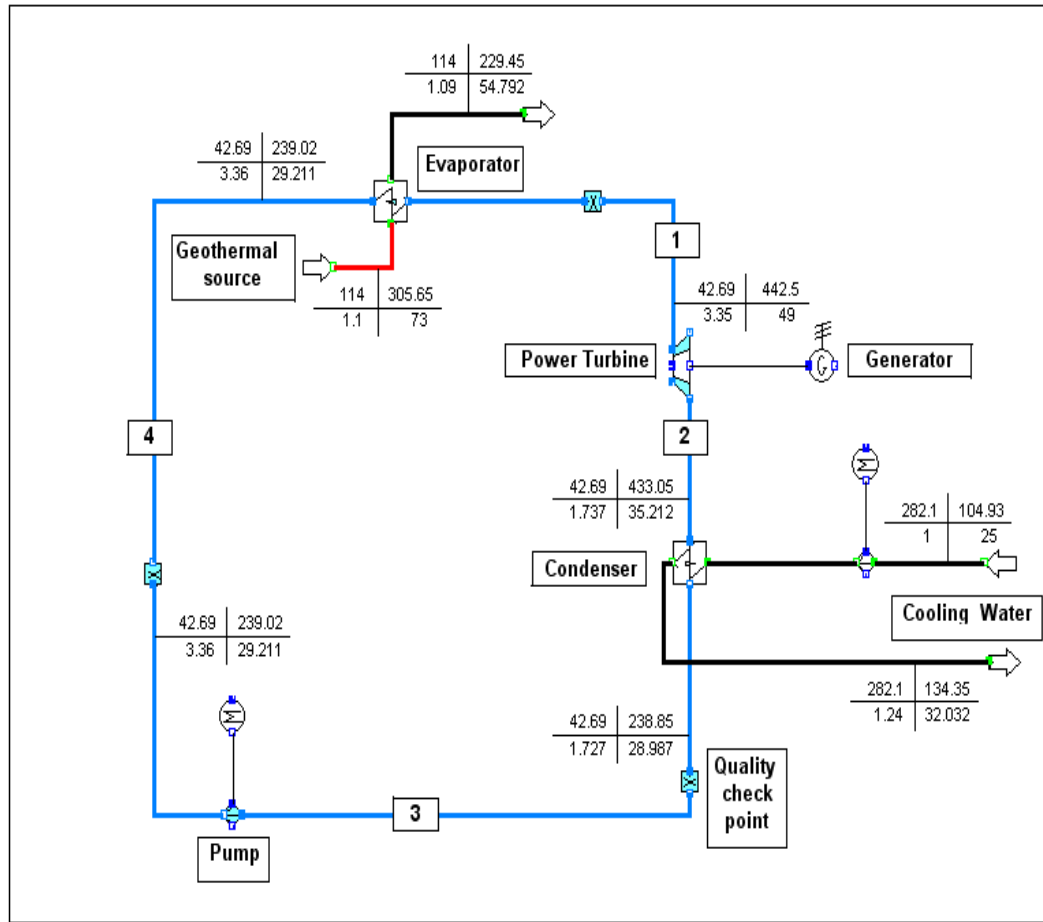 114 229.45
1.09 54.792
42.69 239.02
3.36 29.211
Evaporator
1
Geothermal
source
114 305.65
1.1 73
42.69 442.5
3.35 49
Power Turbine
G
Generator
4
2
M
42.69 433.05
1.737 35.212
282.1 104.93
1 25
Condenser
Cooling Water
42.69 239.02
3.36 29.211
282.1 134.35
1.24 32.032
M
42.69 238.85
1.727 28.987
Quality
check
point
3
Pump